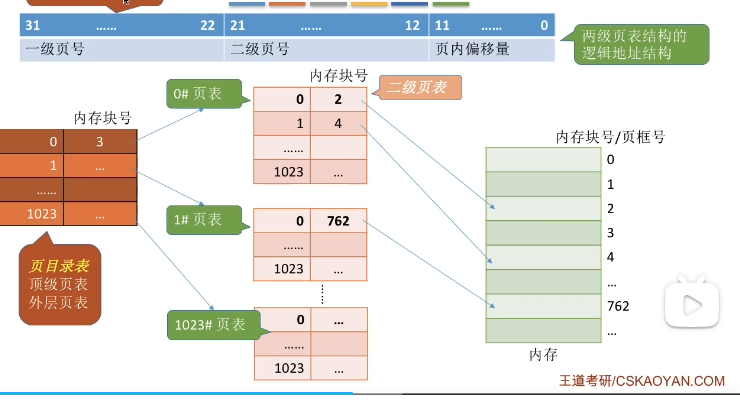 31 …… 22 21 …… 12 11 …… 0
一级页号 二级页号 页内偏移量
两级页表结构的
逻辑地址结构
内存块号
0 3
1 ...
......
1023 ...
页目录表
顶级页表
外层页表
0# 页表
内存块号
二级页表
0 2
1 4
......
1023 ...
1# 页表
0 762
......
1023 ...
......
1023# 页表
0 ...
......
1023 ...
内存块号/页框号
0
1
2
3
4
...
762
...
内存
王道考研/CSKAOYAN.COM